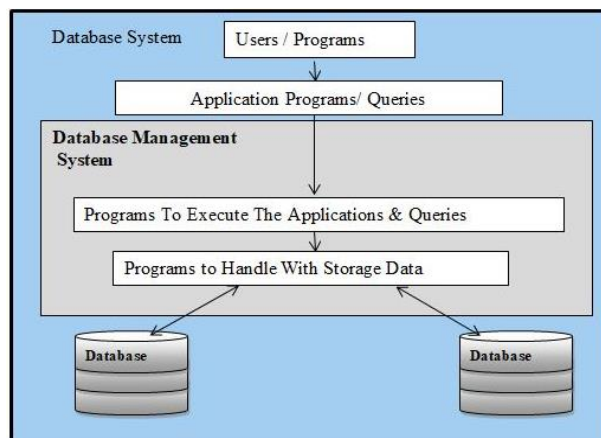 Database System
Users / Programs
Application Programs/ Queries
Database Management
System
Programs To Execute The Applications & Queries
Programs to Handle With Storage Data
Database
Database